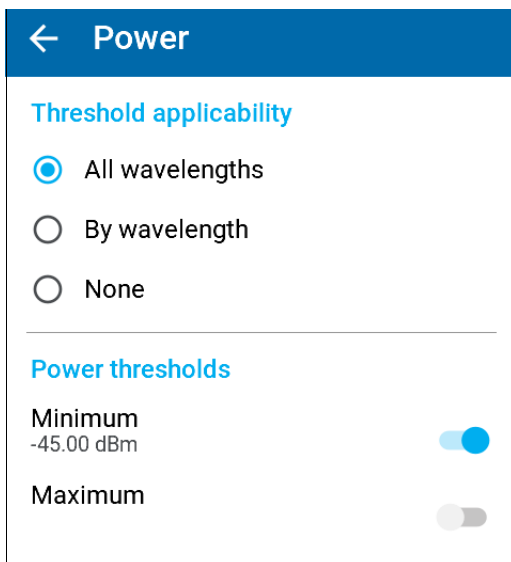 Power
Threshold applicability
All wavelengths
By wavelength
None
Power thresholds
Minimum
-45.00 dBm
Maximum